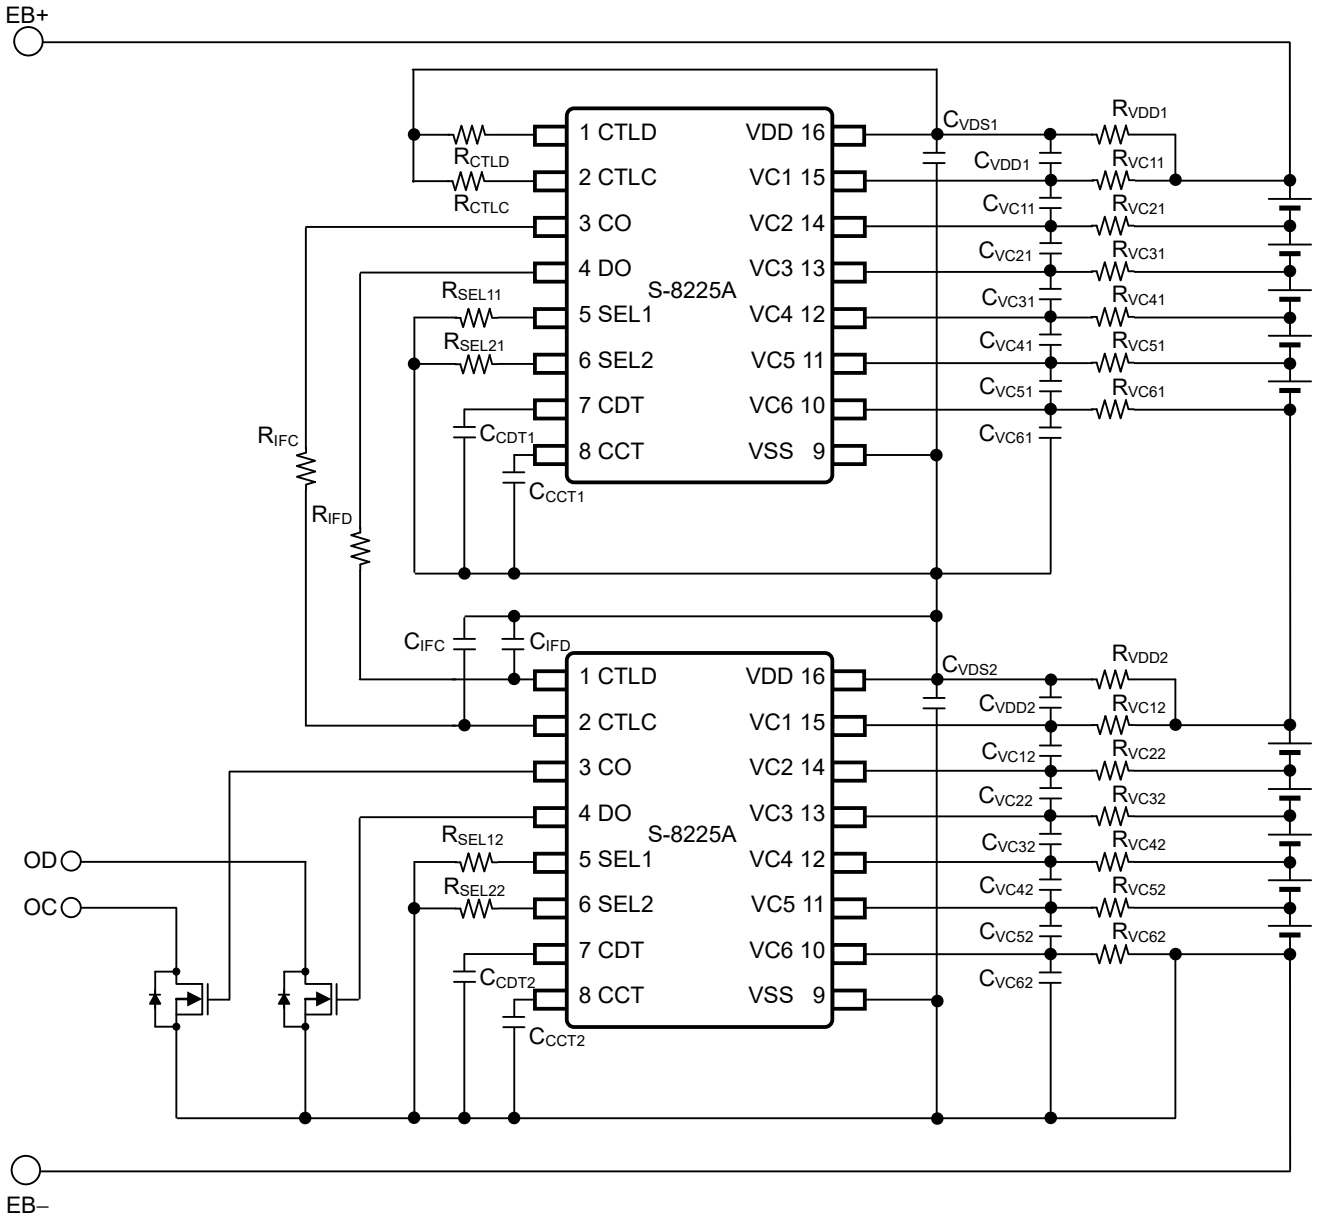 EB+
1 CTLD
2 CTLC
3 CO
4 DO
5 SEL1
6 SEL2
7 CDT
8 CCT
VDD 16
VC1 15
VC2 14
VC3 13
VC4 12
VC5 11
VC6 10
VSS 9
S-8225A
RCTLD
RCTLC
RSEL11
RSEL21
CCDT1
CCCT1
RIFC
RIFD
CVDS1
CVDD1
CVC11
CVC21
CVC31
CVC41
CVC51
CVC61
RVDD1
RVC11
RVC21
RVC31
RVC41
RVC51
RVC61
CIFC
CIFD
1 CTLD
2 CTLC
3 CO
4 DO
5 SEL1
6 SEL2
7 CDT
8 CCT
VDD 16
VC1 15
VC2 14
VC3 13
VC4 12
VC5 11
VC6 10
VSS 9
S-8225A
RSEL12
RSEL22
CCDT2
CCCT2
CVDS2
CVDD2
CVC12
CVC22
CVC32
CVC42
CVC52
CVC62
RVDD2
RVC12
RVC22
RVC32
RVC42
RVC52
RVC62
OD
OC
EB−